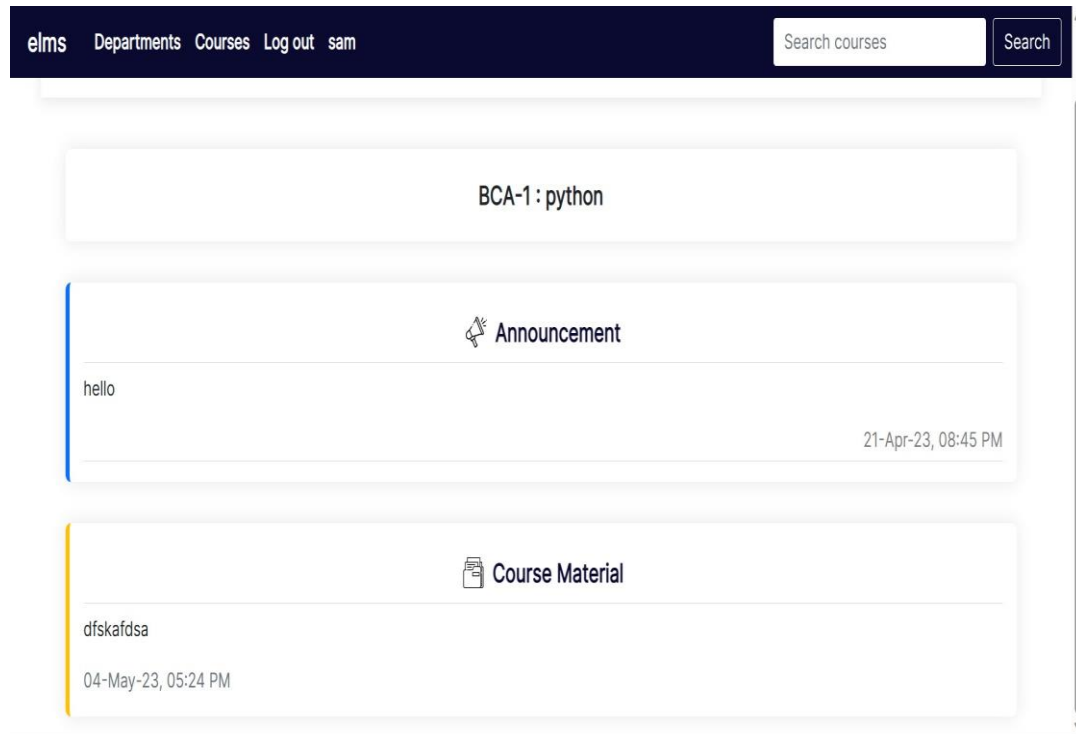 elms Departments Courses Log out sam Search courses Search
BCA-1 : python
Announcement
hello
21-Apr-23, 08:45 PM
Course Material
dfskafdsa
04-May-23, 05:24 PM